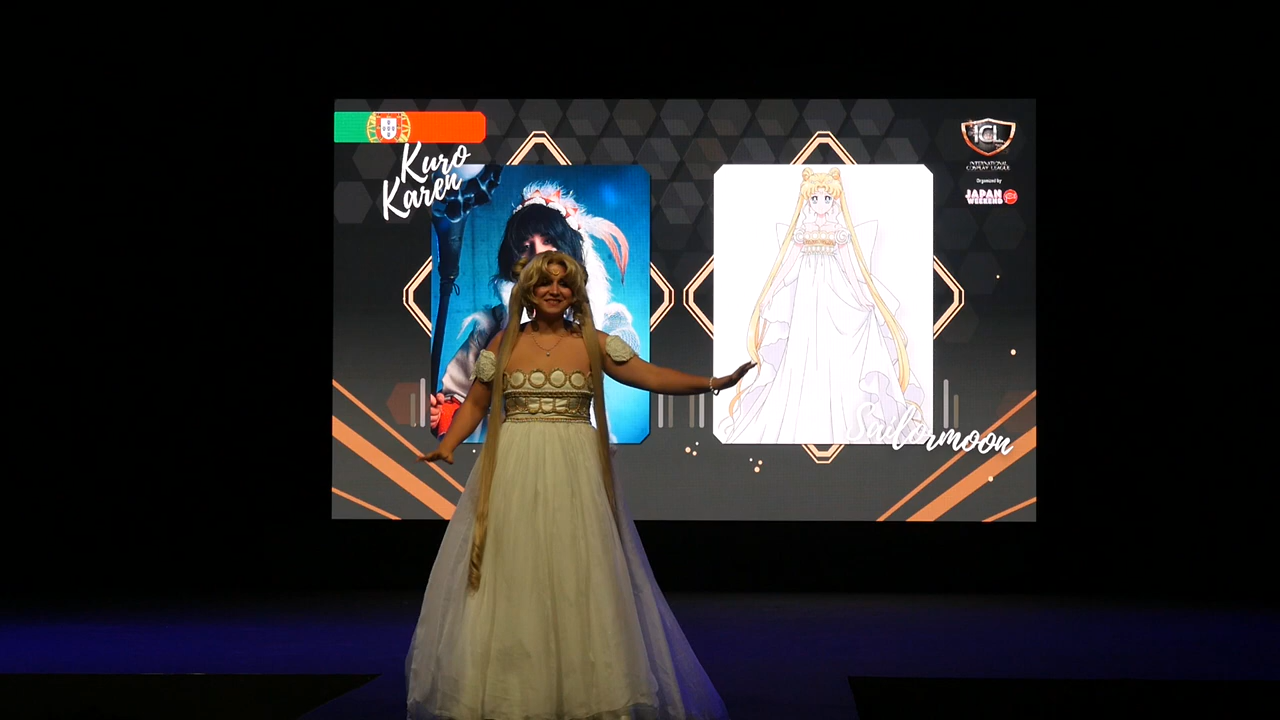 Kuro
Karen
ICL
INTERNATIONAL
COSPLAY LEAGUE
Organized by
JAPAN
WEEKEND
Sailormoon